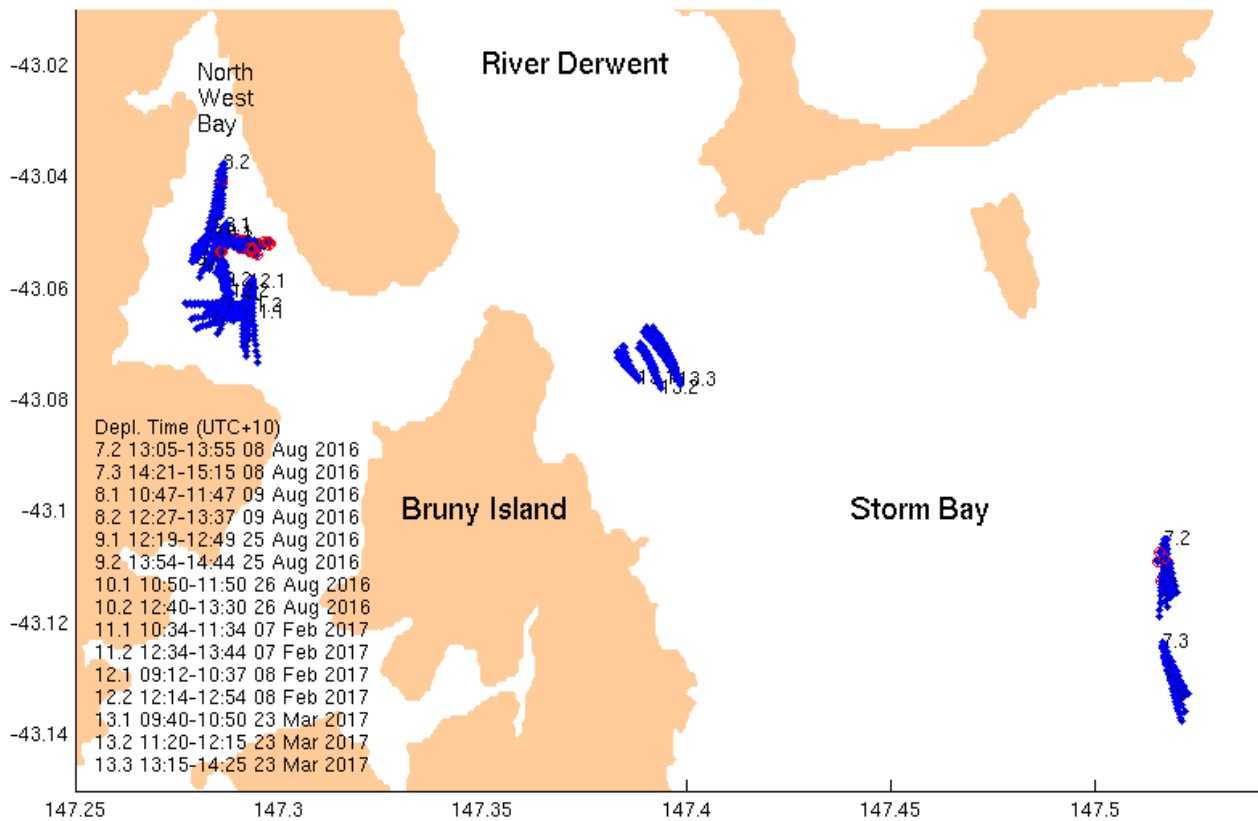 -43.02
-43.04
-43.06
-43.08
-43.1
-43.12
-43.14
River Derwent
North
West
Bay
8.2
12.1
1.1
13.2
13.3
Depl. Time (UTC+10)
7.2 13:05-13:55 08 Aug 2016
7.3 14:21-15:15 08 Aug 2016
8.1 10:47-11:47 09 Aug 2016
8.2 12:27-13:37 09 Aug 2016
9.1 12:19-12:49 25 Aug 2016
9.2 13:54-14:44 25 Aug 2016
10.1 10:50-11:50 26 Aug 2016
10.2 12:40-13:30 26 Aug 2016
11.1 10:34-11:34 07 Feb 2017
11.2 12:34-13:44 07 Feb 2017
12.1 09:12-10:37 08 Feb 2017
12.2 12:14-12:54 08 Feb 2017
13.1 09:40-10:50 23 Mar 2017
13.2 11:20-12:15 23 Mar 2017
13.3 13:15-14:25 23 Mar 2017
Bruny Island
Storm Bay
7.2
7.3
147.25
147.3
147.35
147.4
147.45
147.5